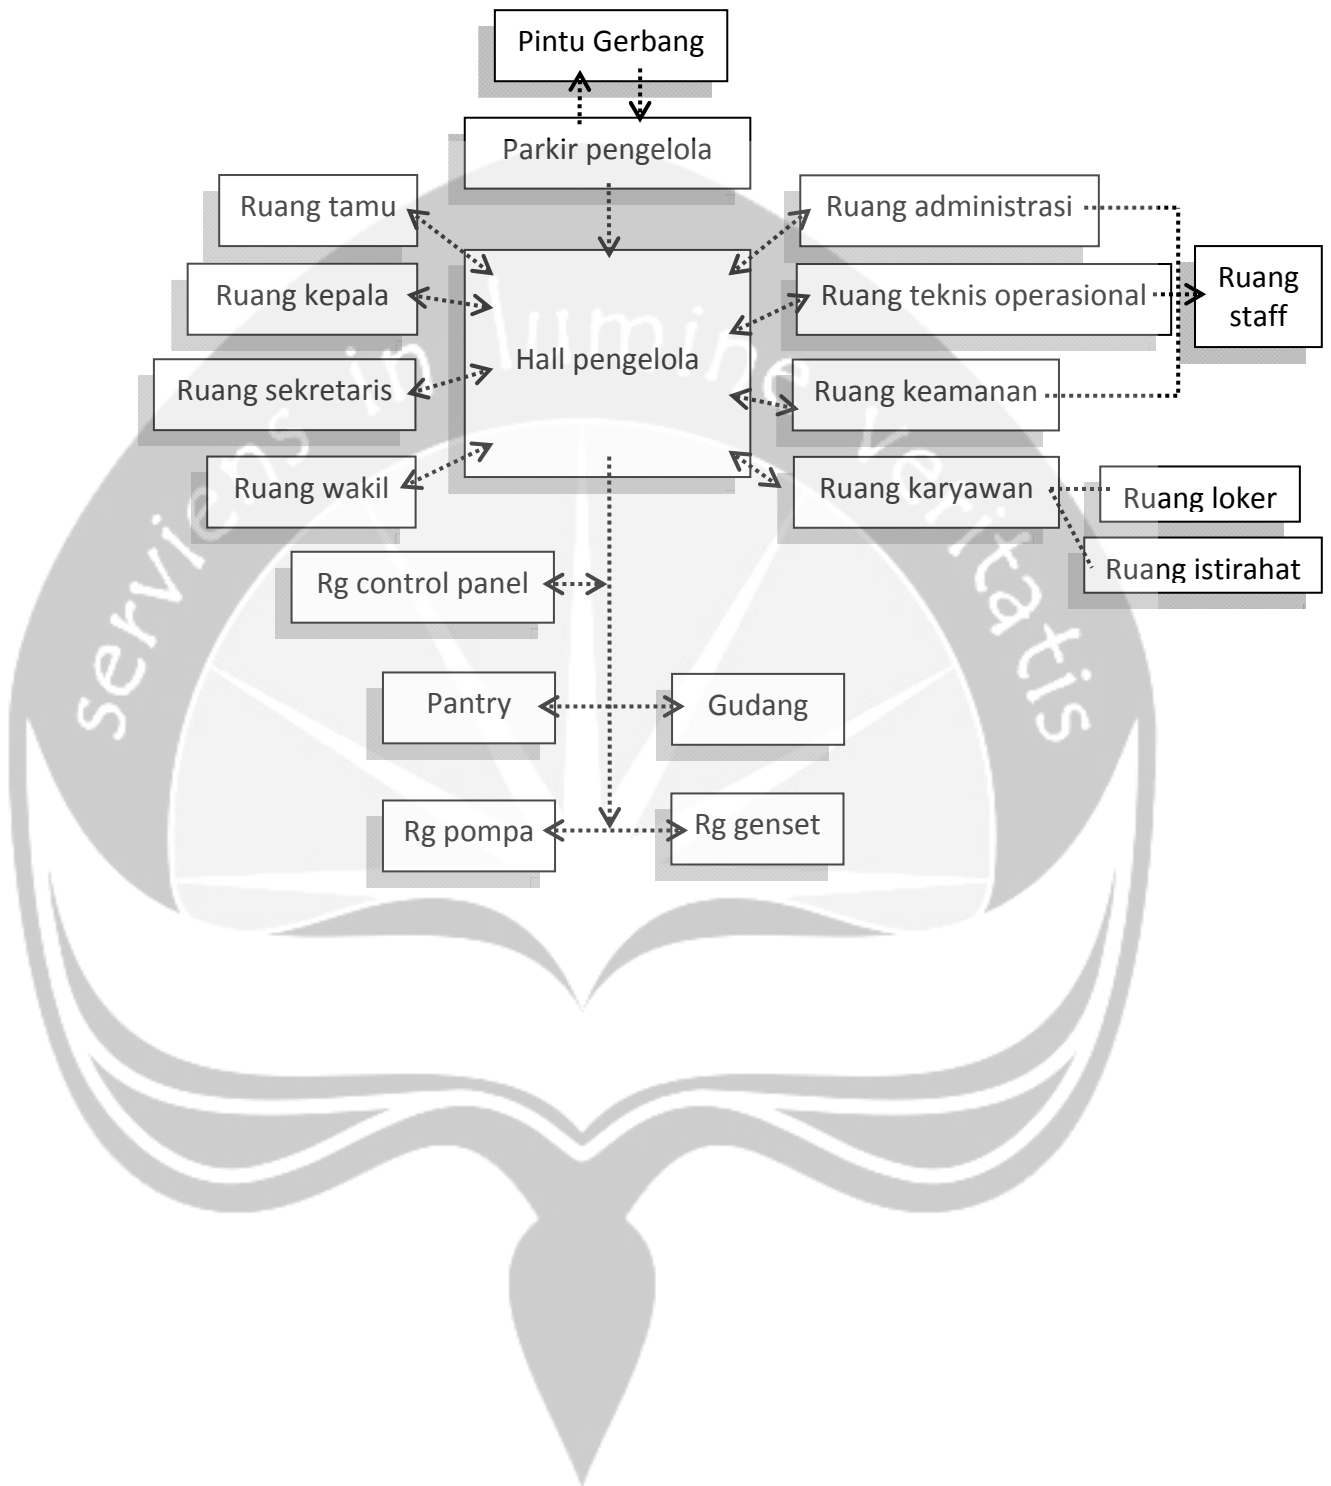 Pintu Gerbang
Parkir pengelola
Ruang tamu
Ruang administrasi
Ruang kepala
Ruang teknis operasional
Ruang
staff
Hall pengelola
Ruang sekretaris
Ruang keamanan
Ruang wakil
Ruang karyawan
Ruang loker
Ruang istirahat
Rg control panel
Pantry
Gudang
Rg pompa
Rg genset
serviens in lumine veritatis